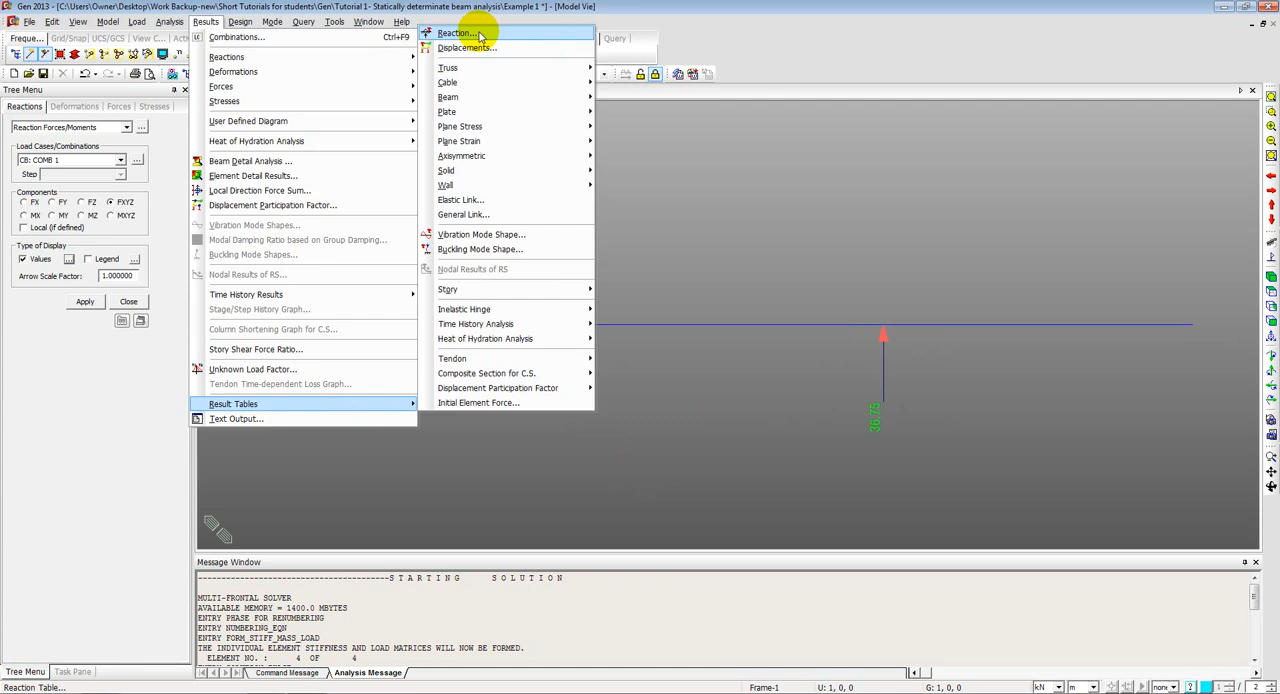 Gen 2013 - [C:\Users\Owner\Desktop\Work Backup-new\Short Tutorials for students\Gen\Tutorial 1- Statically determinate beam analysis\Example 1 *] - [Model Vie]
File Edit View Model Load Analysis Results Design Mode Query Tools Window Help
Freque... Grid/Snap UCS/GCS View C... Query
Tree Menu
Reactions Deformations Forces Stresses
Reaction Forces/Moments ...
Load Cases/Combinations
CB: COMB 1 ...
Step
Components
FX FY FZ FXYZ
MX MY MZ MXYZ
Local (if defined)
Type of Display
Values ... Legend ...
Arrow Scale Factor: 1.000000
Apply Close
Combinations... Ctrl+F9
Reactions
Deformations
Forces
Stresses
User Defined Diagram
Heat of Hydration Analysis
Beam Detail Analysis ...
Element Detail Results...
Local Direction Force Sum...
Displacement Participation Factor...
Vibration Mode Shapes...
Modal Damping Ratio based on Group Damping...
Buckling Mode Shapes...
Nodal Results of RS...
Time History Results
Stage/Step History Graph...
Column Shortening Graph for C.S...
Story Shear Force Ratio...
Unknown Load Factor...
Tendon Time-dependent Loss Graph...
Result Tables
Text Output...
Reaction...
Displacements...
Truss
Cable
Beam
Plate
Plane Stress
Plane Strain
Axisymmetric
Solid
Wall
Elastic Link...
General Link...
Vibration Mode Shape...
Buckling Mode Shape...
Nodal Results of RS
Story
Inelastic Hinge
Time History Analysis
Heat of Hydration Analysis
Tendon
Composite Section for C.S.
Displacement Participation Factor
Initial Element Force...
36.75
Message Window
----------------------------------------S T A R T I N G S O L U T I O N
MULTI-FRONTAL SOLVER
AVAILABLE MEMORY = 1400.0 MBYTES
ENTRY PHASE FOR RENUMBERING
ENTRY NUMBERING_EQN
ENTRY FORM_STIFF_MASS_LOAD
THE INDIVIDUAL ELEMENT STIFFNESS AND LOAD MATRICES WILL NOW BE FORMED.
ELEMENT NO. : 4 OF 4
Tree Menu Task Pane
Command Message Analysis Message
Reaction Table...
Frame-1 U: 1, 0, 0 G: 1, 0, 0 kN m none ? 1 / 2